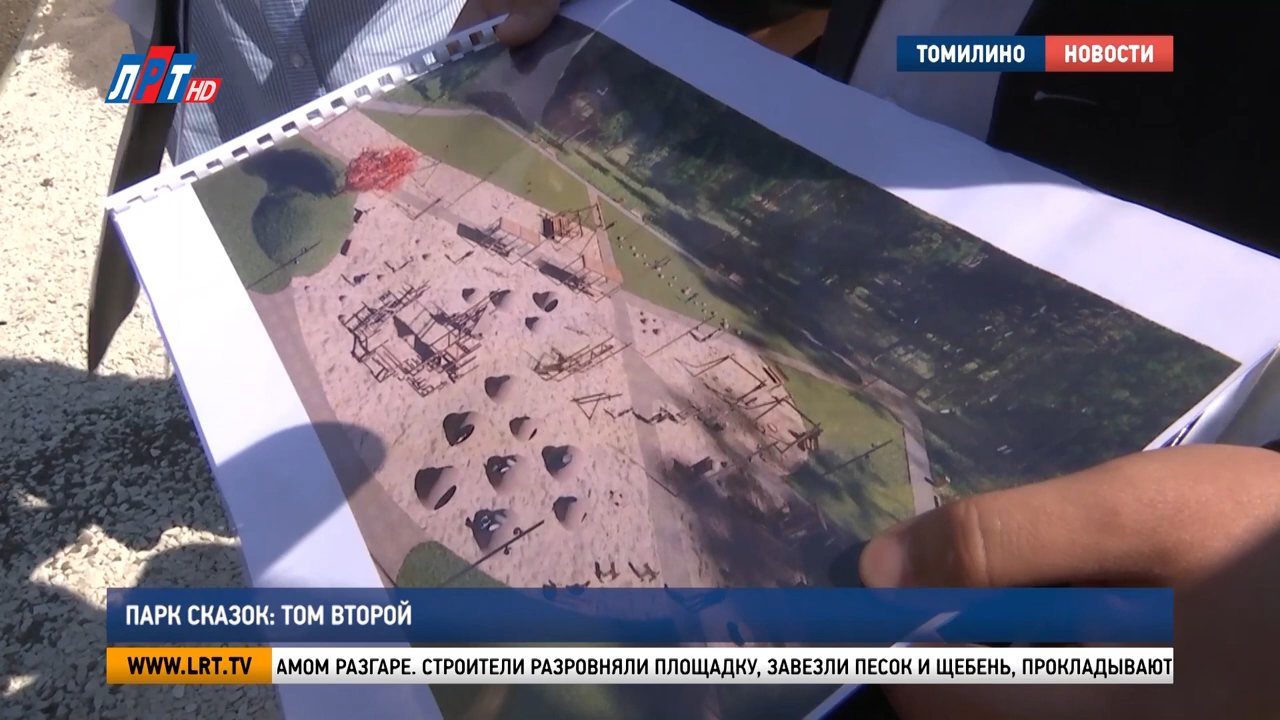 ЛРТ HD
ТОМИЛИНО НОВОСТИ
ПАРК СКАЗОК: ТОМ ВТОРОЙ
WWW.LRT.TV АМОМ РАЗГАРЕ. СТРОИТЕЛИ РАЗРОВНЯЛИ ПЛОЩАДКУ, ЗАВЕЗЛИ ПЕСОК И ЩЕБЕНЬ, ПРОКЛАДЫВАЮТ